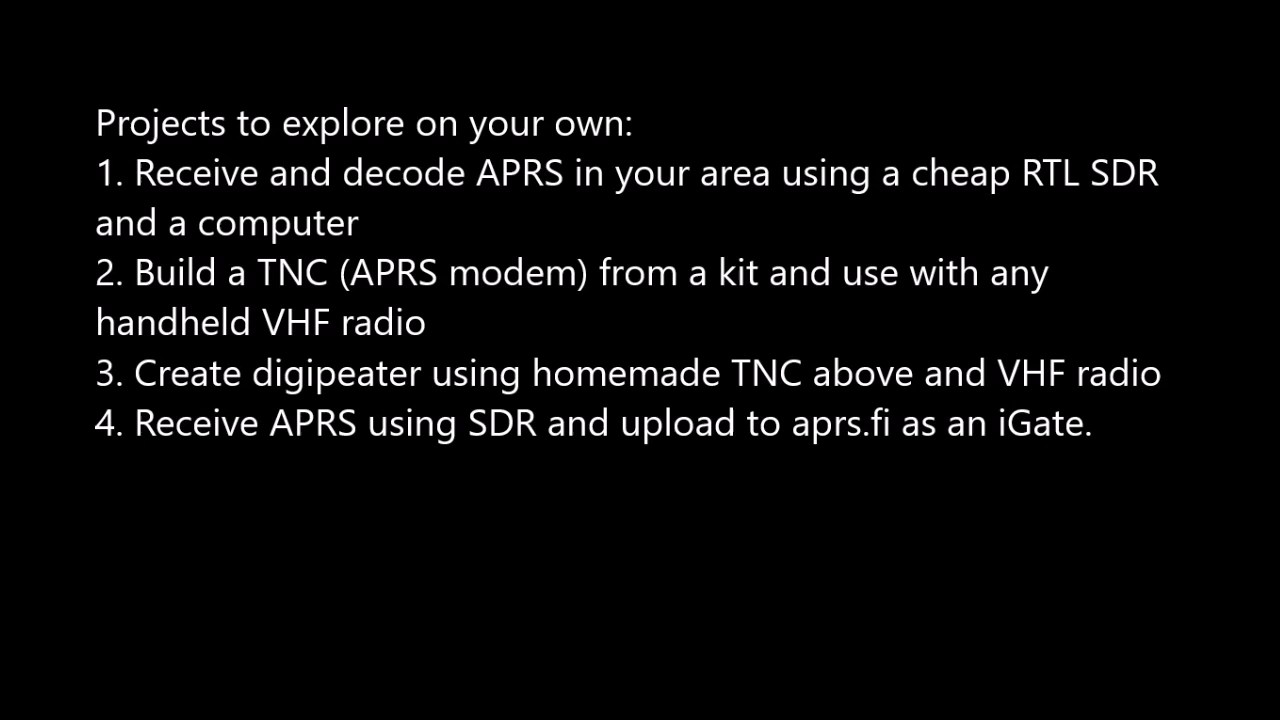 Projects to explore on your own:
1. Receive and decode APRS in your area using a cheap RTL SDR
and a computer
2. Build a TNC (APRS modem) from a kit and use with any
handheld VHF radio
3. Create digipeater using homemade TNC above and VHF radio
4. Receive APRS using SDR and upload to aprs.fi as an iGate.